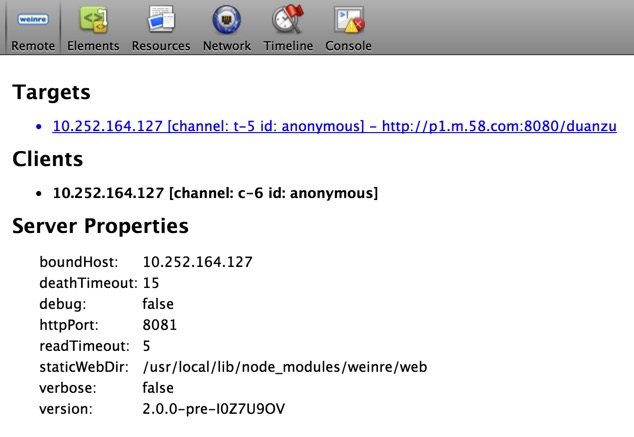 weinre
Remote Elements Resources Network Timeline Console
Targets
• 10.252.164.127 [channel: t-5 id: anonymous] - http://p1.m.58.com:8080/duanzu
Clients
• 10.252.164.127 [channel: c-6 id: anonymous]
Server Properties
boundHost: 10.252.164.127
deathTimeout: 15
debug: false
httpPort: 8081
readTimeout: 5
staticWebDir: /usr/local/lib/node_modules/weinre/web
verbose: false
version: 2.0.0-pre-I0Z7U9OV